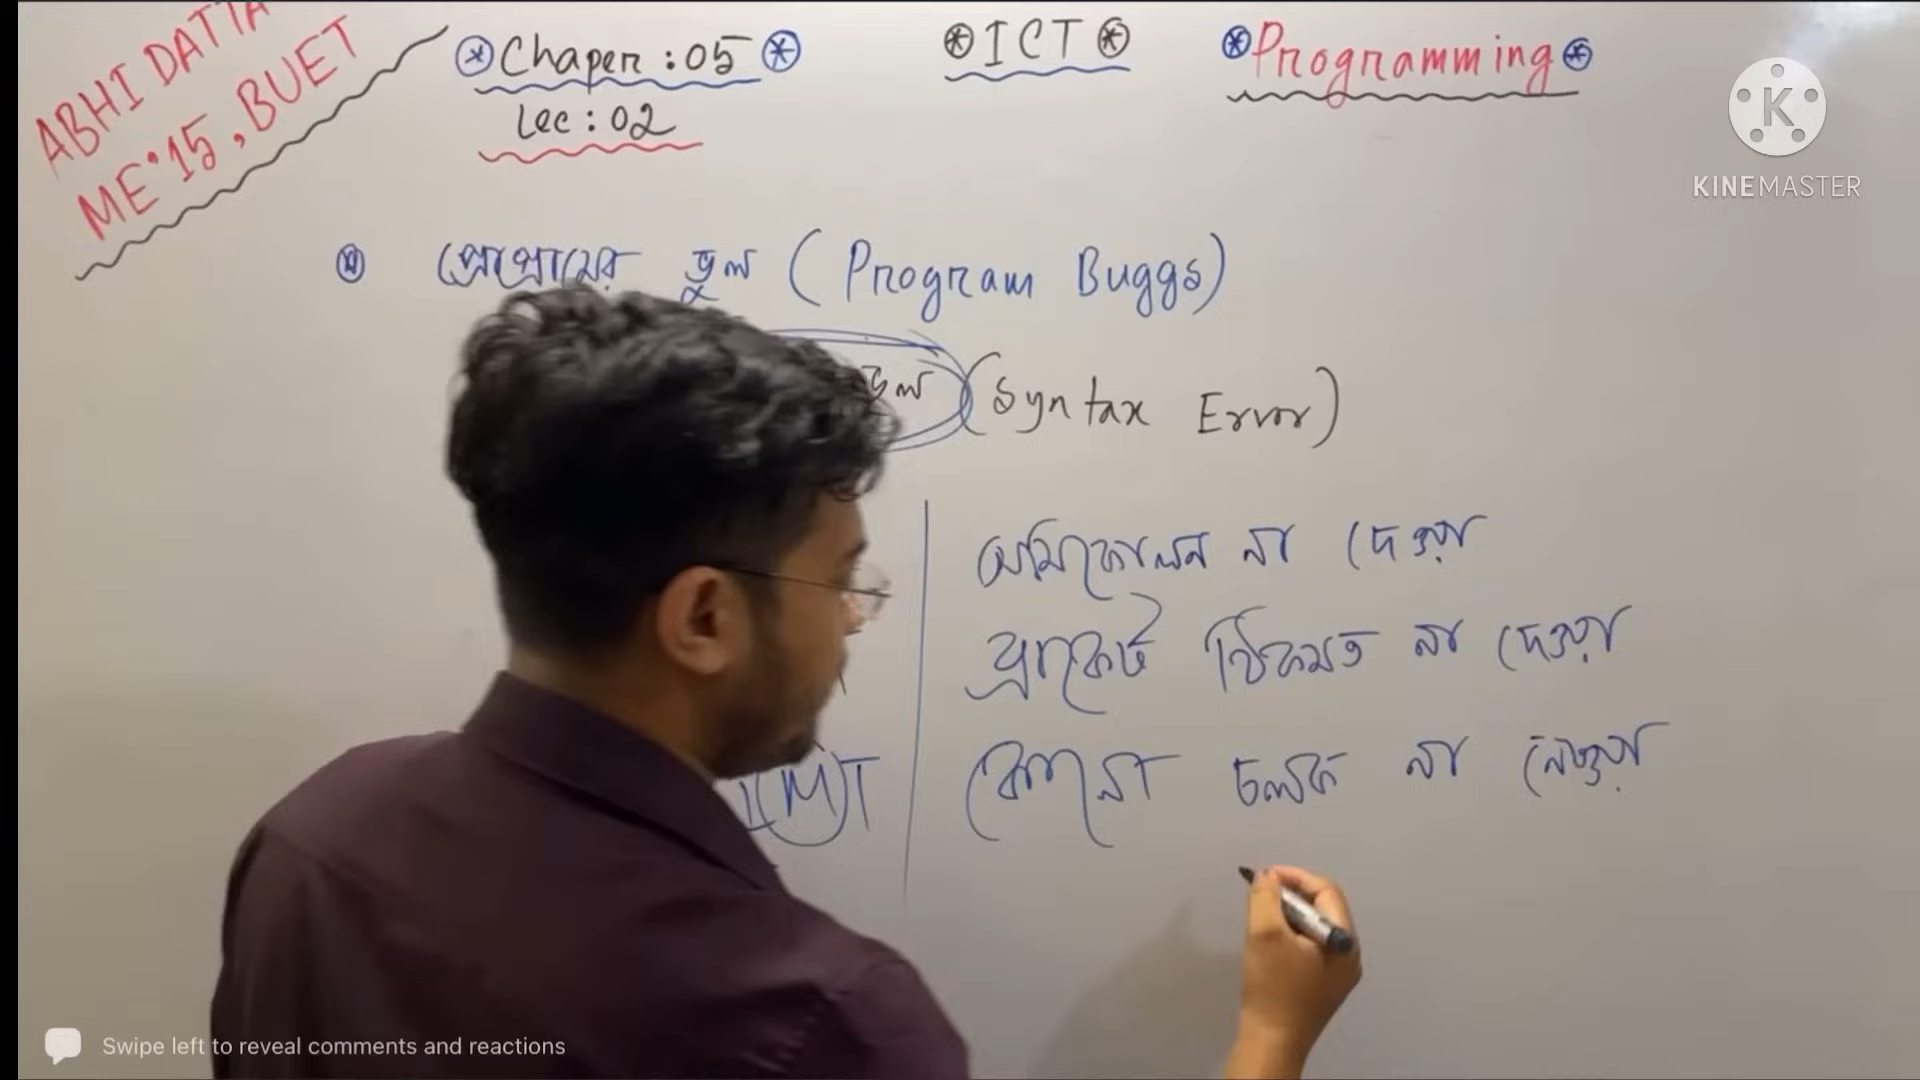 ABHI DATTA
ME'15, BUET
Chaper : 05
Lec : 02
ICT
Programming
KINEMASTER
প্রোগ্রামের ভুল (Program Buggs)
ভুল (Syntax Error)
সেমিকোলন না দেওয়া
ব্রাকেট ঠিকমত না দেওয়া
কোনো চলক না নেওয়া
Swipe left to reveal comments and reactions